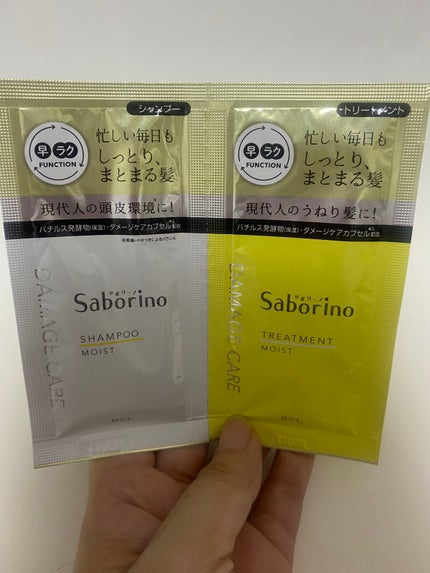 シャンプー
早 ラク
FUNCTION
忙しい毎日も
しっとり、
まとまる髪
現代人の頭皮環境に!
バチルス発酵物(保湿)・ダメージケアカプセル※2配合
DAMAGE CARE
サボリーノ
Saborino
SHAMPOO
MOIST
BCL
トリートメント
早 ラク
FUNCTION
忙しい毎日も
しっとり、
まとまる髪
現代人のうねり髪に!
バチルス発酵物(保湿)・ダメージケアカプセル
DAMAGE CARE
サボリーノ
Saborino
TREATMENT
MOIST
BCL